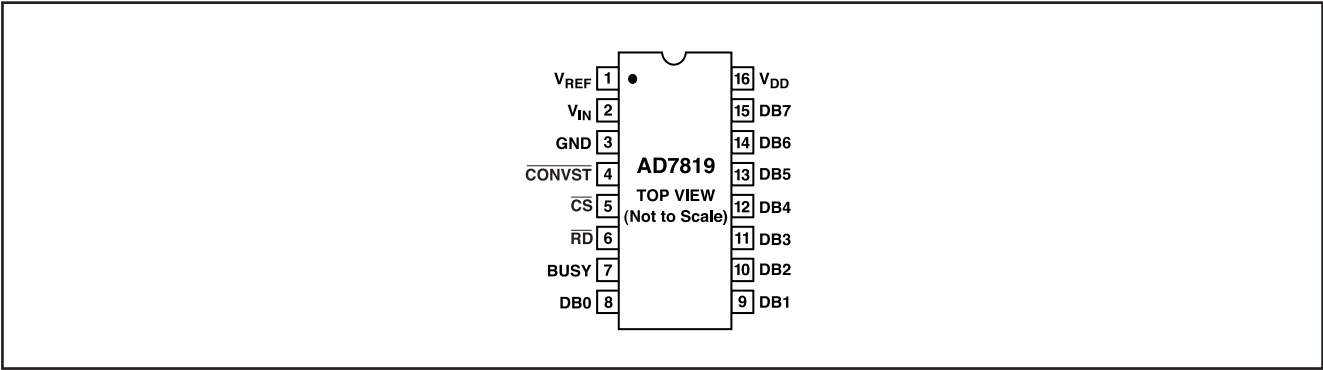 VREF 1 16 VDD
VIN 2 15 DB7
GND 3 14 DB6
CONVST 4 AD7819 13 DB5
CS 5 TOP VIEW 12 DB4
(Not to Scale)
RD 6 11 DB3
BUSY 7 10 DB2
DB0 8 9 DB1